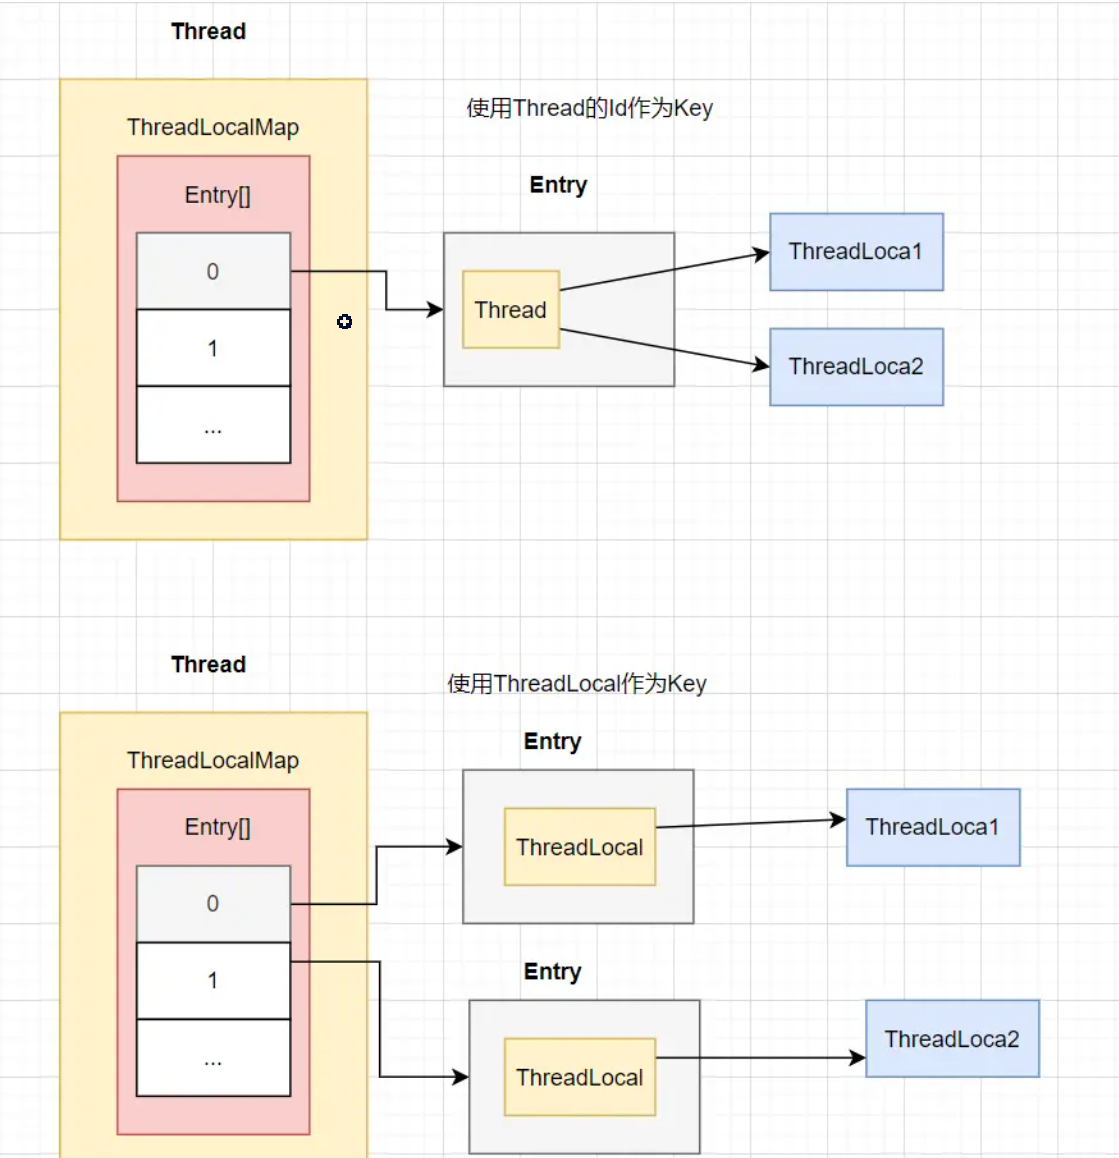 Thread
使用Thread的Id作为Key
ThreadLocalMap
Entry
Entry[]
ThreadLoca1
0
Thread
1
ThreadLoca2
...
Thread
使用ThreadLocal作为Key
Entry
ThreadLocalMap
Entry[]
ThreadLoca1
ThreadLocal
0
Entry
1
ThreadLoca2
...
ThreadLocal